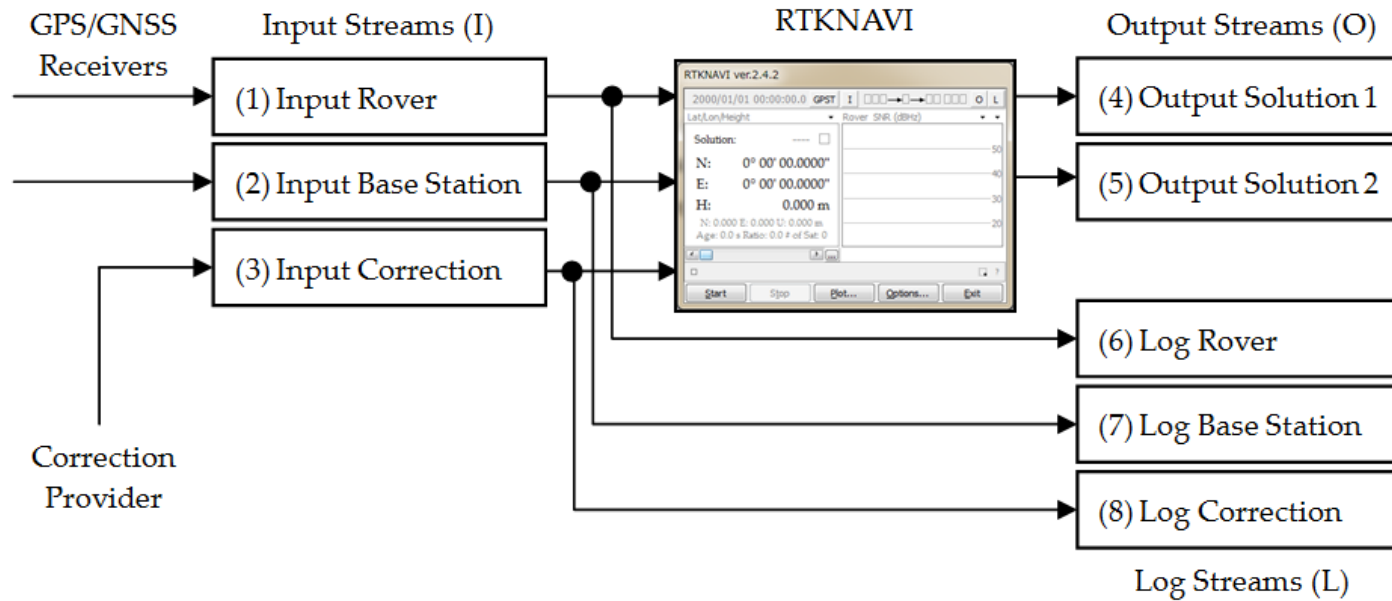 GPS/GNSS
Receivers
Input Streams (I)
RTKNAVI
Output Streams (O)
(1) Input Rover
(2) Input Base Station
(3) Input Correction
Correction
Provider
RTKNAVI ver.2.4.2
2000/01/01 00:00:00.0 GPST I O L
Lat/Lon/Height
Rover SNR (dBHz)
Solution: ----
N: 0° 00' 00.0000"
E: 0° 00' 00.0000"
H: 0.000 m
N: 0.000 E: 0.000 U: 0.000 m
Age: 0.0 s Ratio: 0.0 # of Sat: 0
50
40
30
20
...
?
Start Stop Plot... Options... Exit
(4) Output Solution 1
(5) Output Solution 2
(6) Log Rover
(7) Log Base Station
(8) Log Correction
Log Streams (L)